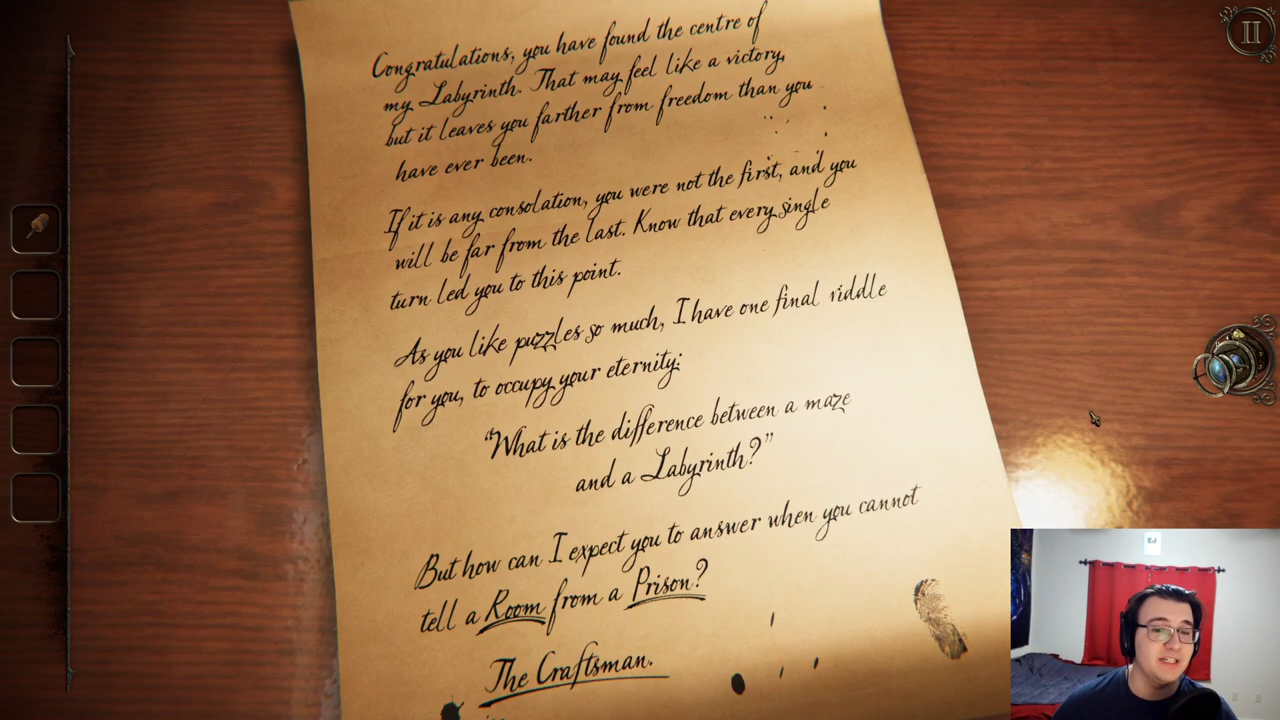 Congratulations, you have found the centre of
my Labyrinth. That may feel like a victory,
but it leaves you farther from freedom than you
have ever been.
If it is any consolation, you were not the first, and you
will be far from the last. Know that every single
turn led you to this point.
As you like puzzles so much, I have one final riddle
for you, to occupy your eternity:
"What is the difference between a maze
and a Labyrinth?"
But how can I expect you to answer when you cannot
tell a Room from a Prison?
The Craftsman.